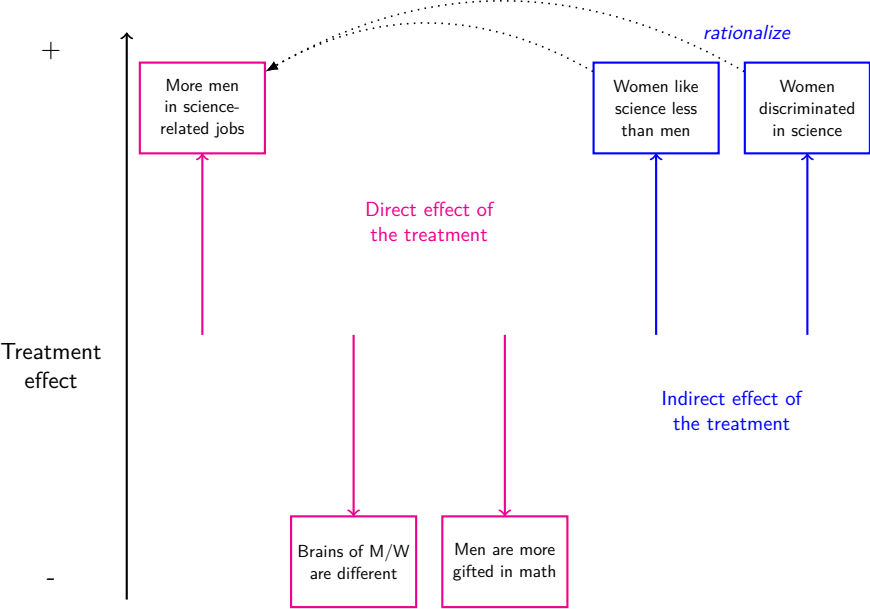 rationalize
+
More men
in science-
related jobs
Women like
science less
than men
Women
discriminated
in science
Direct effect of
the treatment
Treatment
effect
Indirect effect of
the treatment
Brains of M/W
are different
Men are more
gifted in math
-